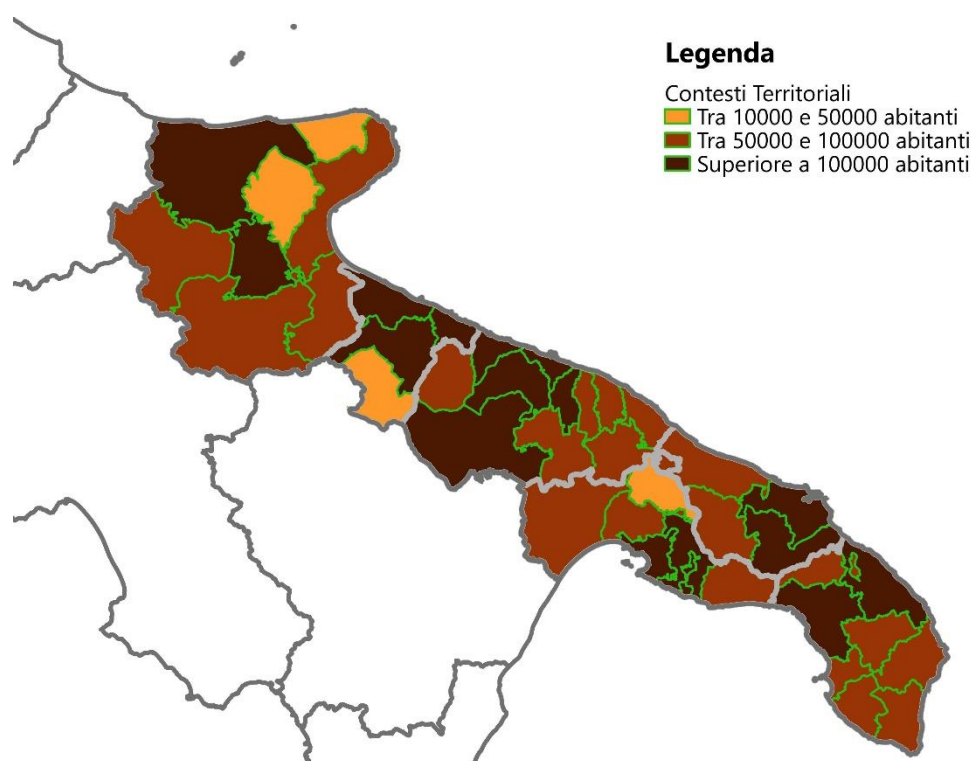 Legenda
Contesti Territoriali
Tra 10000 e 50000 abitanti
Tra 50000 e 100000 abitanti
Superiore a 100000 abitanti